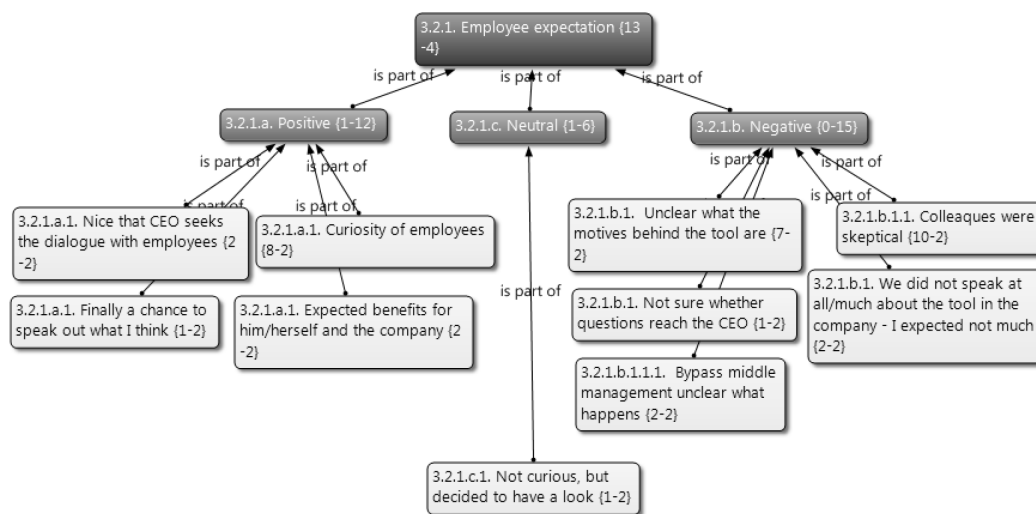 3.2.1. Employee expectation {13
-4}
is part of
is part of
is part of
3.2.1.a. Positive {1-12}
3.2.1.c. Neutral {1-6}
3.2.1.b. Negative {0-15}
is part of
is part of
is part of
is part of
is part of
3.2.1.a.1. Nice that CEO seeks
the dialogue with employees {2
-2}
3.2.1.a.1. Curiosity of employees
{8-2}
3.2.1.b.1.  Unclear what the
motives behind the tool are {7-
2}
3.2.1.b.1.1. Colleaques were
skeptical {10-2}
3.2.1.a.1. Finally a chance to
speak out what I think {1-2}
3.2.1.a.1. Expected benefits for
him/herself and the company {2
-2}
is part of
3.2.1.b.1. Not sure whether
questions reach the CEO {1-2}
3.2.1.b.1. We did not speak at
all/much about the tool in the
company - I expected not much
{2-2}
3.2.1.b.1.1.1.  Bypass middle
management unclear what
happens {2-2}
3.2.1.c.1. Not curious, but
decided to have a look {1-2}